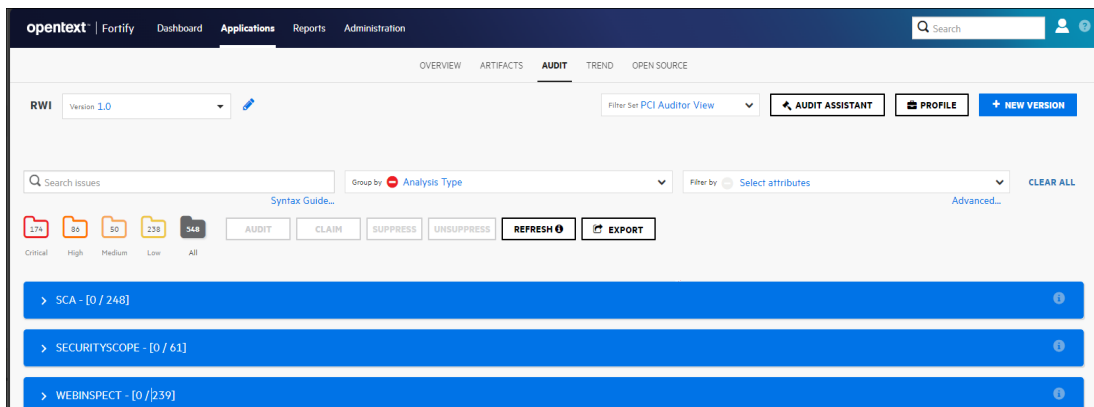 opentext™ | Fortify Dashboard Applications Reports Administration Search
OVERVIEW ARTIFACTS AUDIT TREND OPEN SOURCE
RWI Version 1.0 Filter Set PCI Auditor View AUDIT ASSISTANT PROFILE + NEW VERSION
Search issues Group by Analysis Type Filter by Select attributes CLEAR ALL
Syntax Guide... Advanced...
174 86 50 238 548 AUDIT CLAIM SUPPRESS UNSUPPRESS REFRESH EXPORT
Critical High Medium Low All
SCA - [0 / 248]
SECURITYSCOPE - [0 / 61]
WEBINSPECT - [0 / 239]